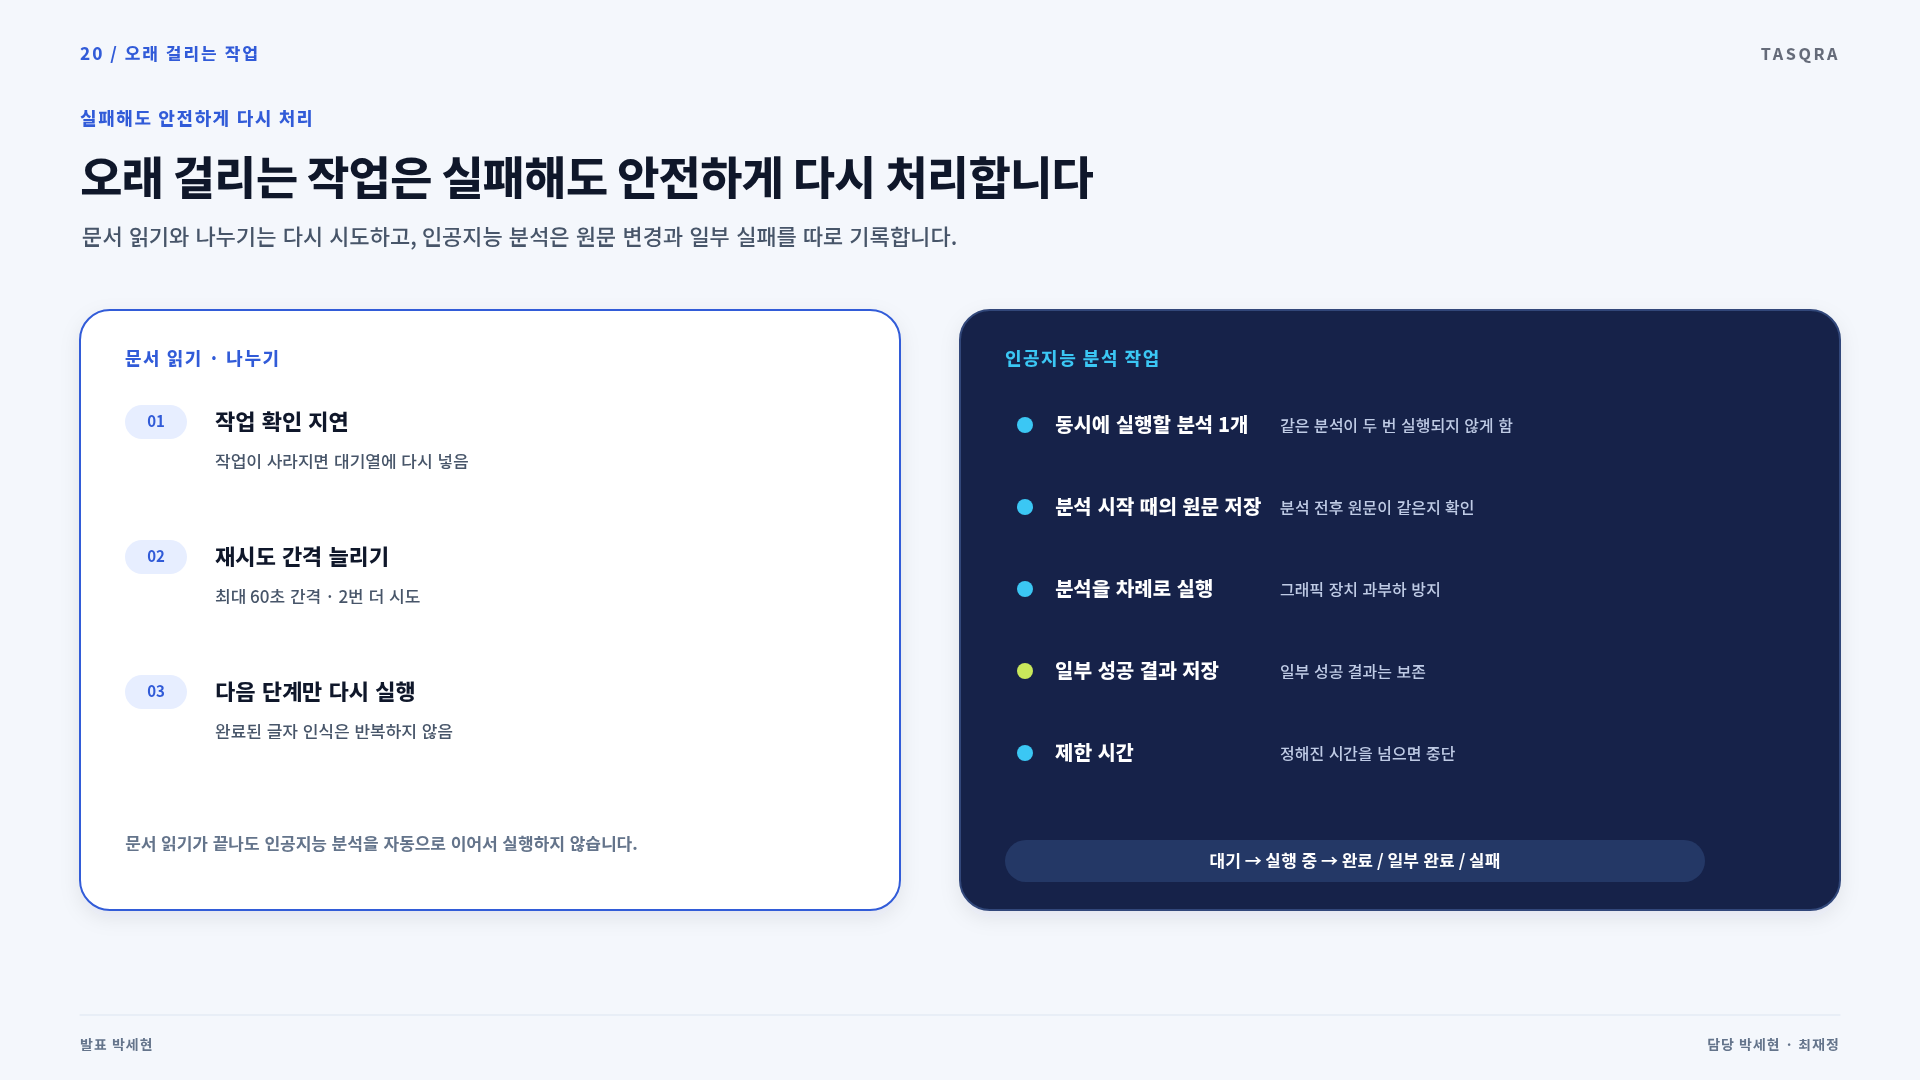 20 / 오래 걸리는 작업
TASQRA
실패해도 안전하게 다시 처리
오래 걸리는 작업은 실패해도 안전하게 다시 처리합니다
문서 읽기와 나누기는 다시 시도하고, 인공지능 분석은 원문 변경과 일부 실패를 따로 기록합니다.
문서 읽기 · 나누기
01 작업 확인 지연
작업이 사라지면 대기열에 다시 넣음
02 재시도 간격 늘리기
최대 60초 간격 · 2번 더 시도
03 다음 단계만 다시 실행
완료된 글자 인식은 반복하지 않음
문서 읽기가 끝나도 인공지능 분석을 자동으로 이어서 실행하지 않습니다.
인공지능 분석 작업
동시에 실행할 분석 1개 같은 분석이 두 번 실행되지 않게 함
분석 시작 때의 원문 저장 분석 전후 원문이 같은지 확인
분석을 차례로 실행 그래픽 장치 과부하 방지
일부 성공 결과 저장 일부 성공 결과는 보존
제한 시간 정해진 시간을 넘으면 중단
대기 → 실행 중 → 완료 / 일부 완료 / 실패
발표 박세현
담당 박세현 · 최재정